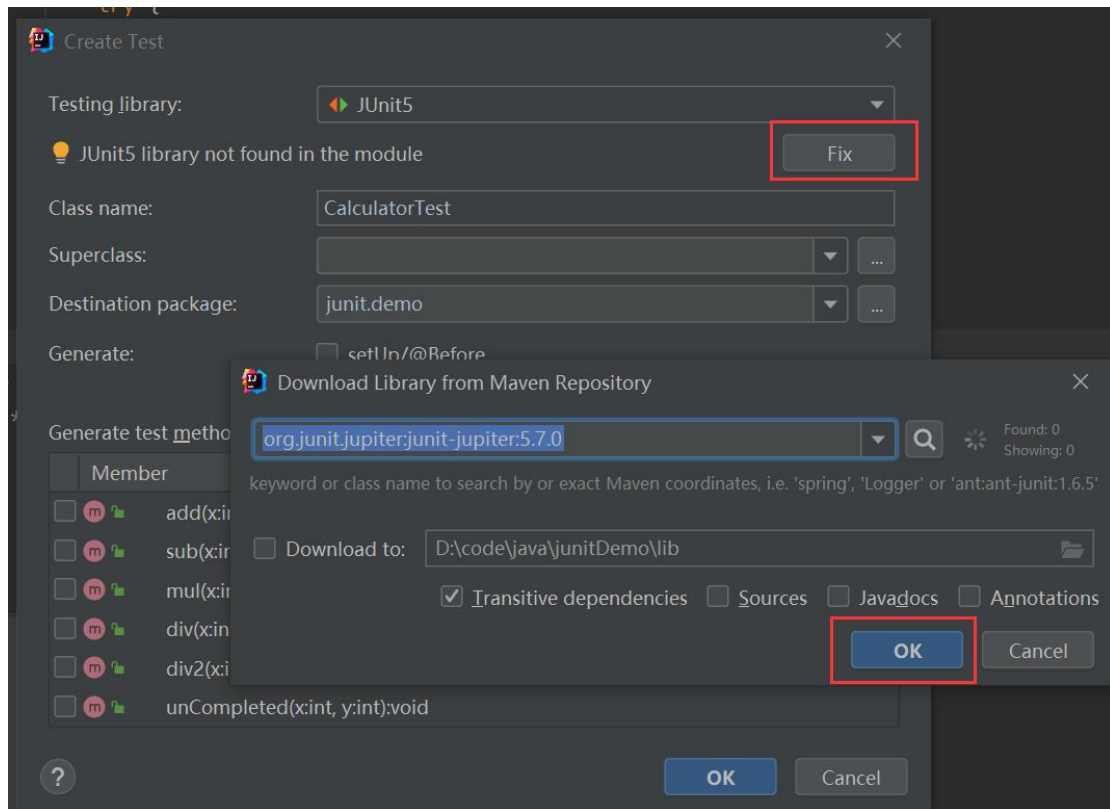 try {
Create Test
Testing library: JUnit5
JUnit5 library not found in the module Fix
Class name: CalculatorTest
Superclass: ...
Destination package: junit.demo ...
Generate: setUp/@Before
Download Library from Maven Repository
Generate test metho
org.junit.jupiter:junit-jupiter:5.7.0
Found: 0
Showing: 0
keyword or class name to search by or exact Maven coordinates, i.e. 'spring', 'Logger' or 'ant:ant-junit:1.6.5'
Member
add(x:i
sub(x:ir
Download to: D:\code\java\junitDemo\lib
mul(x:ir
Transitive dependencies Sources Javadocs Annotations
div(x:in
OK Cancel
div2(x:i
unCompleted(x:int, y:int):void
? OK Cancel